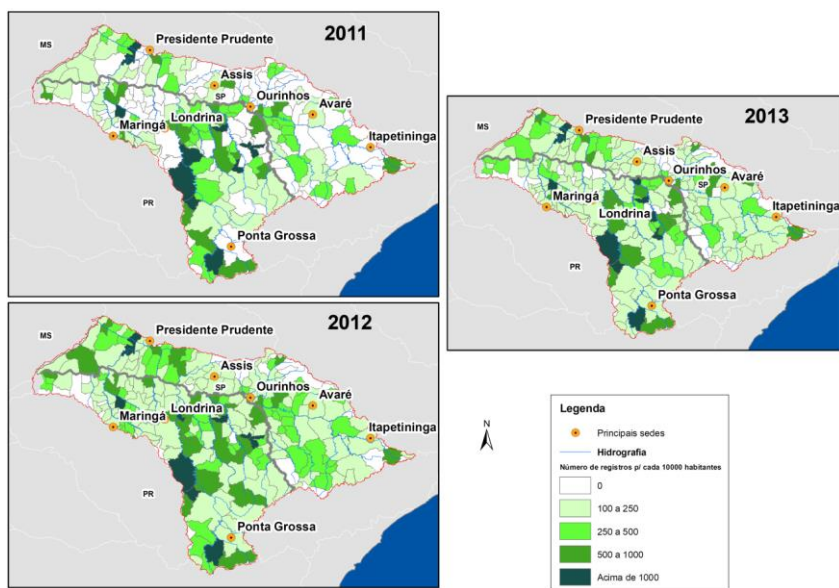 2011
MS
Presidente Prudente
Assis
SP
Ourinhos
Avaré
Londrina
Maringá
Itapetininga
PR
Ponta Grossa
2013
MS
Presidente Prudente
Assis
Ourinhos
SP
Avaré
Maringá
Itapetininga
Londrina
PR
Ponta Grossa
2012
MS
Presidente Prudente
Assis
SP
Ourinhos
Avaré
Londrina
Maringá
Itapetininga
PR
Ponta Grossa
N
Legenda
Principais sedes
Hidrografia
Número de registros p/ cada 10000 habitantes
0
100 a 250
250 a 500
500 a 1000
Acima de 1000